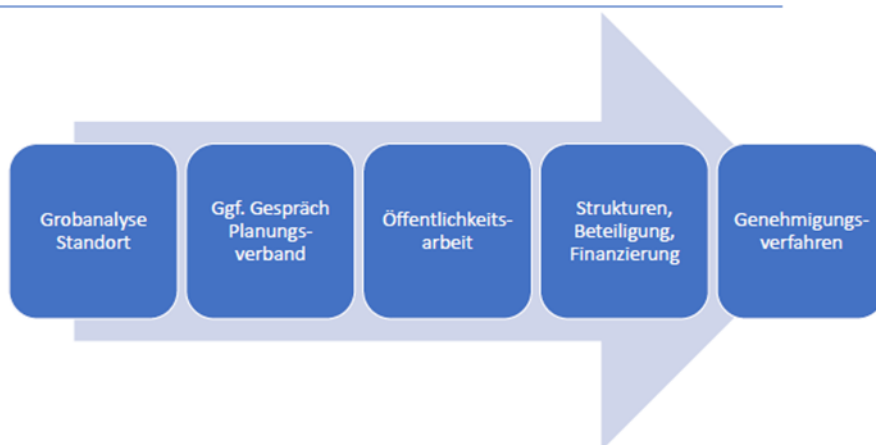 Grobanalyse
Standort
Ggf. Gespräch
Planungs-
verband
Öffentlichkeits-
arbeit
Strukturen,
Beteiligung,
Finanzierung
Genehmigungs-
verfahren